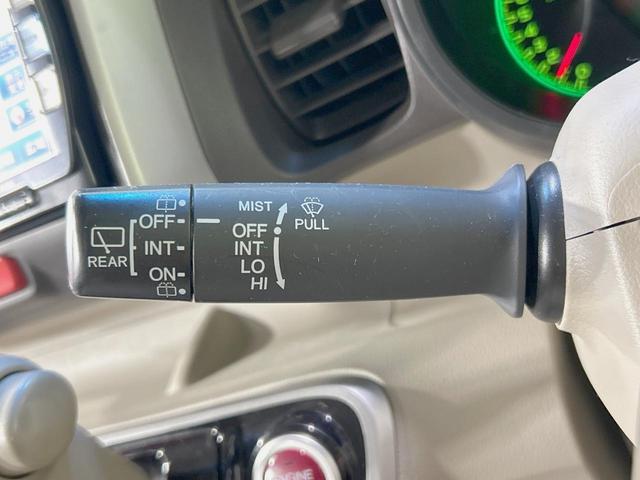 REAR
OFF
INT
ON
MIST
OFF
INT
LO
HI
PULL
ENGINE